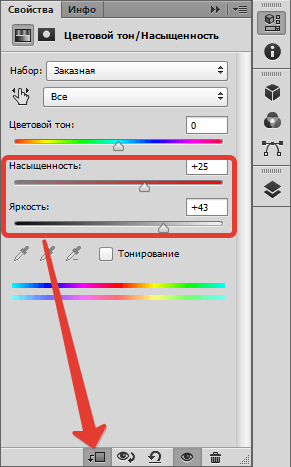 Свойства Инфо
Цветовой тон/Насыщенность
Набор: Заказная
Все
Цветовой тон: 0
Насыщенность: +25
Яркость: +43
Тонирование